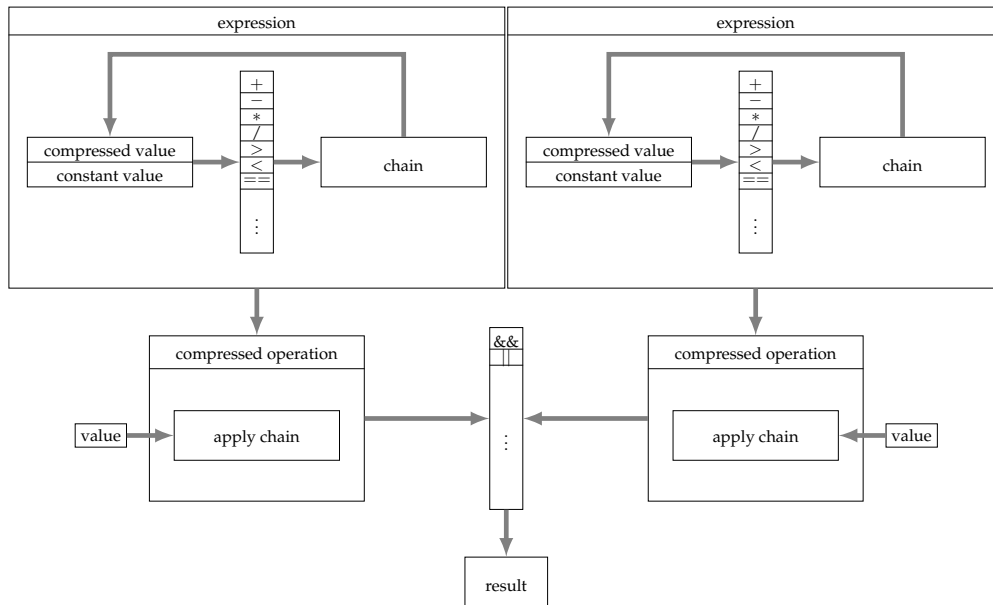 expression
+
−
*
/
>
<
==
⋮
compressed value
constant value
chain
expression
+
−
*
/
>
<
==
⋮
compressed value
constant value
chain
compressed operation
value
apply chain
&&
||
⋮
compressed operation
apply chain
value
result